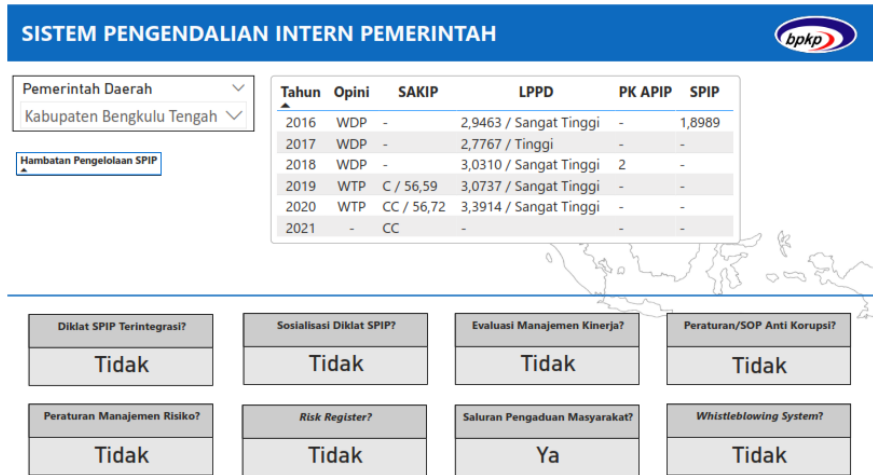 SISTEM PENGENDALIAN INTERN PEMERINTAH
bpkp
Pemerintah Daerah
Kabupaten Bengkulu Tengah
Hambatan Pengelolaan SPIP
Tahun Opini SAKIP LPPD PK APIP SPIP
2016 WDP - 2,9463 / Sangat Tinggi - 1,8989
2017 WDP - 2,7767 / Tinggi - -
2018 WDP - 3,0310 / Sangat Tinggi 2 -
2019 WTP C / 56,59 3,0737 / Sangat Tinggi - -
2020 WTP CC / 56,72 3,3914 / Sangat Tinggi - -
2021 - CC - - -
Diklat SPIP Terintegrasi? Sosialisasi Diklat SPIP? Evaluasi Manajemen Kinerja? Peraturan/SOP Anti Korupsi?
Tidak Tidak Tidak Tidak
Peraturan Manajemen Risiko? Risk Register? Saluran Pengaduan Masyarakat? Whistleblowing System?
Tidak Tidak Ya Tidak